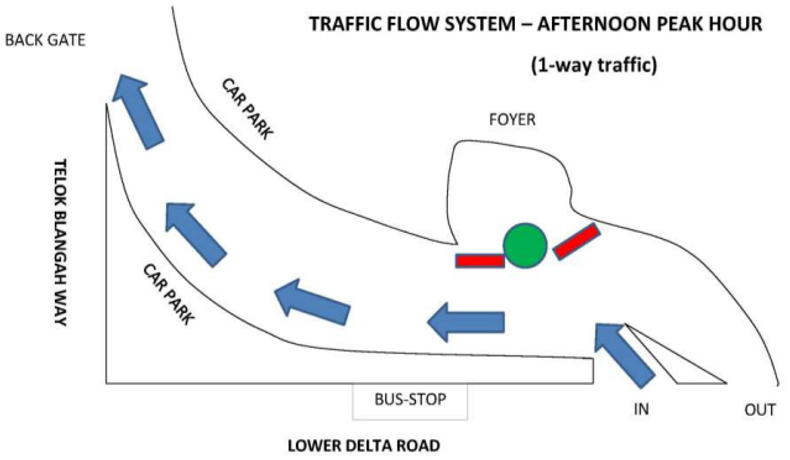 TRAFFIC FLOW SYSTEM – AFTERNOON PEAK HOUR
(1-way traffic)
BACK GATE
CAR PARK
FOYER
TELOK BLANGAH WAY
CAR PARK
BUS-STOP
IN
OUT
LOWER DELTA ROAD